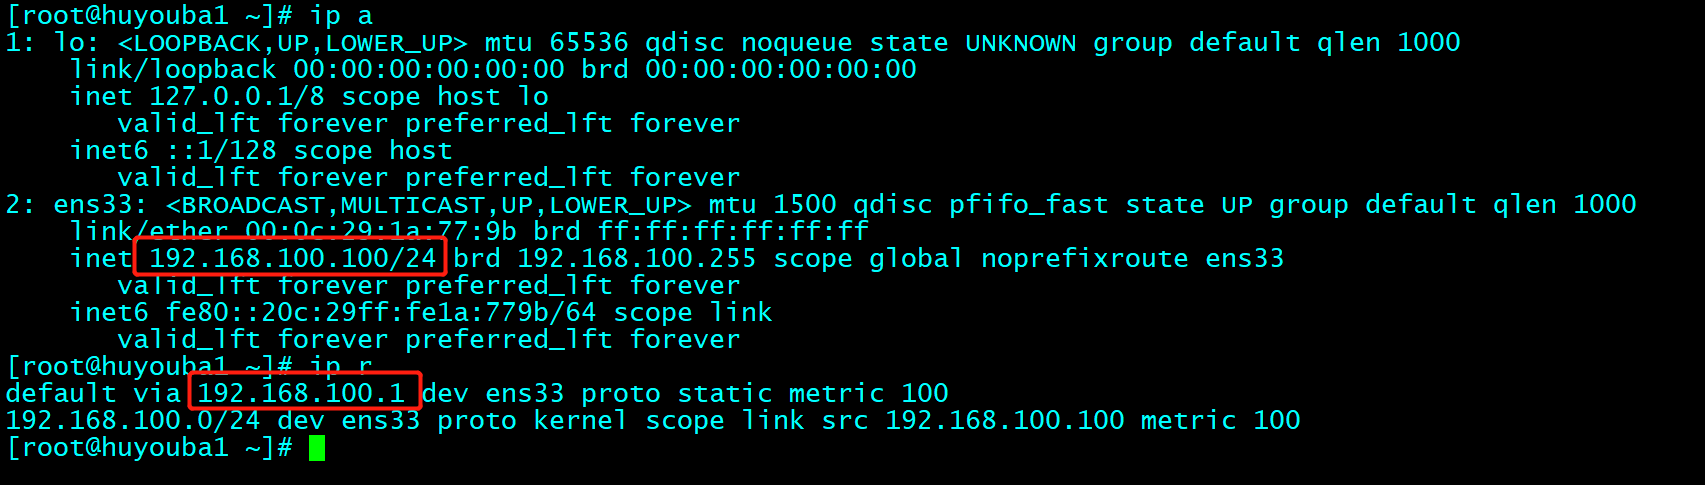 [root@huyouba1 ~]# ip a
1: lo: <LOOPBACK,UP,LOWER_UP> mtu 65536 qdisc noqueue state UNKNOWN group default qlen 1000
    link/loopback 00:00:00:00:00:00 brd 00:00:00:00:00:00
    inet 127.0.0.1/8 scope host lo
       valid_lft forever preferred_lft forever
    inet6 ::1/128 scope host
       valid_lft forever preferred_lft forever
2: ens33: <BROADCAST,MULTICAST,UP,LOWER_UP> mtu 1500 qdisc pfifo_fast state UP group default qlen 1000
    link/ether 00:0c:29:1a:77:9b brd ff:ff:ff:ff:ff:ff
    inet 192.168.100.100/24 brd 192.168.100.255 scope global noprefixroute ens33
       valid_lft forever preferred_lft forever
    inet6 fe80::20c:29ff:fe1a:779b/64 scope link
       valid_lft forever preferred_lft forever
[root@huyouba1 ~]# ip r
default via 192.168.100.1 dev ens33 proto static metric 100
192.168.100.0/24 dev ens33 proto kernel scope link src 192.168.100.100 metric 100
[root@huyouba1 ~]#